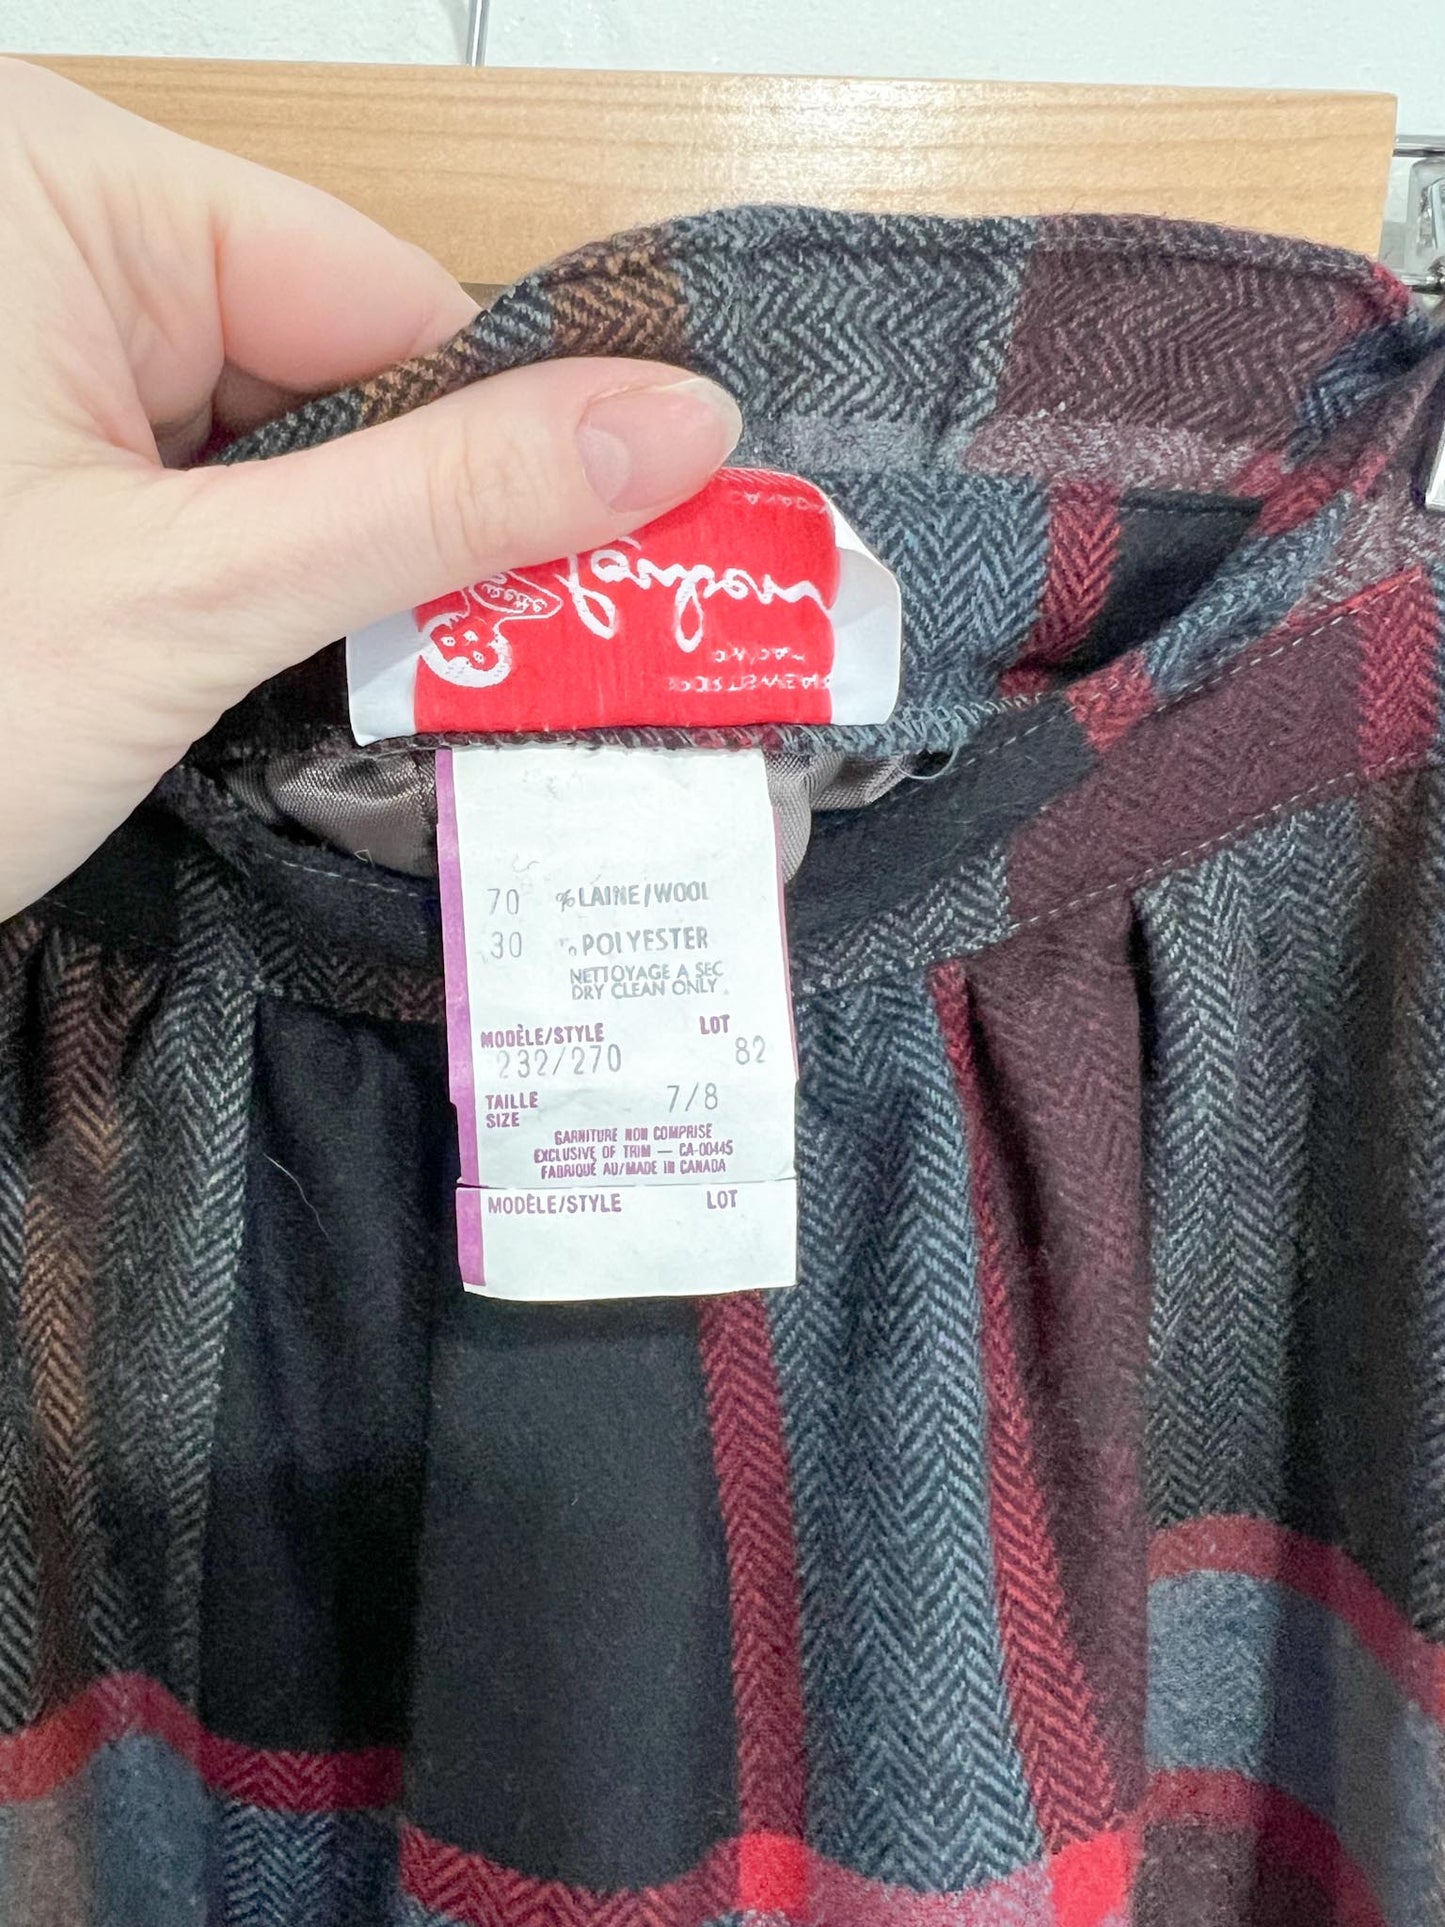 70 % LAINE/WOOL
30 % POLYESTER
NETTOYAGE A SEC
DRY CLEAN ONLY
MODÈLE/STYLE LOT
232/270 82
TAILLE 7/8
SIZE
GARNITURE NON COMPRISE
EXCLUSIVE OF TRIM — CA-00445
FABRIQUÉ AU/MADE IN CANADA
MODÈLE/STYLE LOT